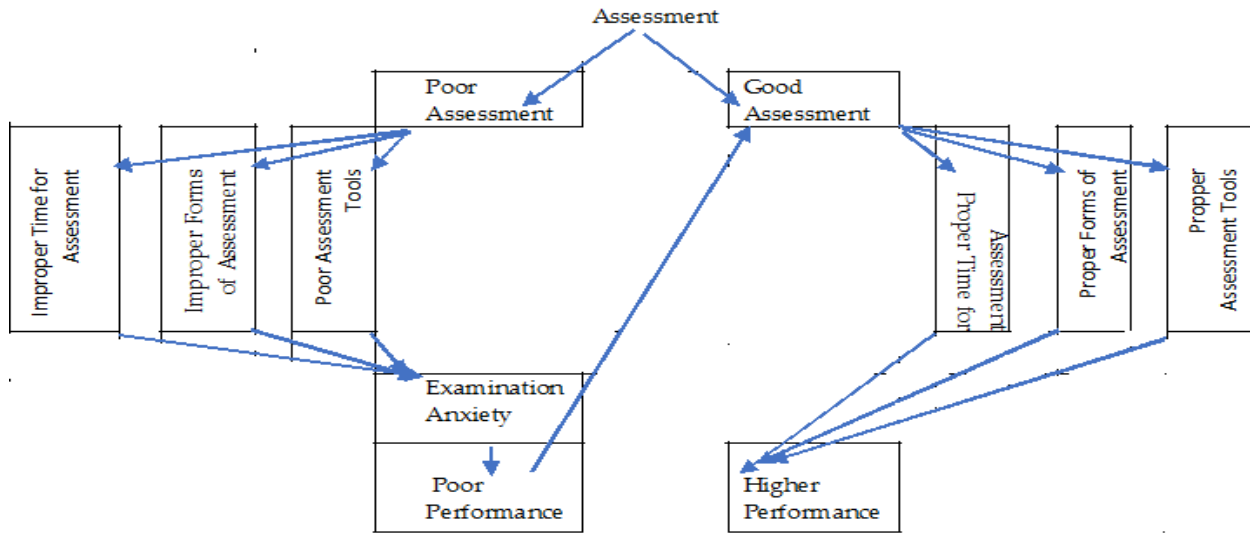 Assessment
Poor
Assessment
Good
Assessment
Improper Time for
Assessment
Improper Forms
of Assessment
Poor Assessment
Tools
Proper Time for
Assessment
Proper Forms of
Assessment
Propper
Assessment Tools
Examination
Anxiety
Poor
Performance
Higher
Performance